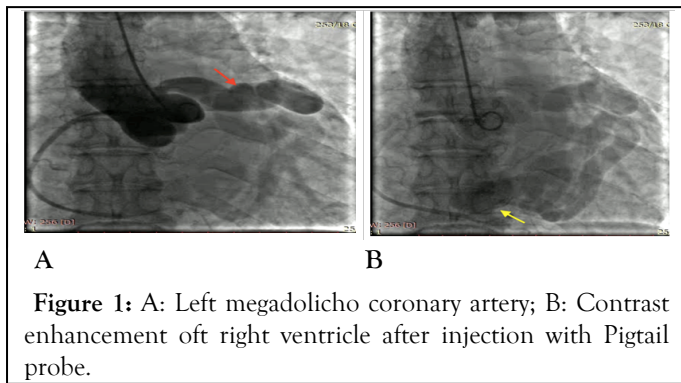 A
B
Figure 1: A: Left megadolicho coronary artery; B: Contrast
enhancement oft right ventricle after injection with Pigtail
probe.